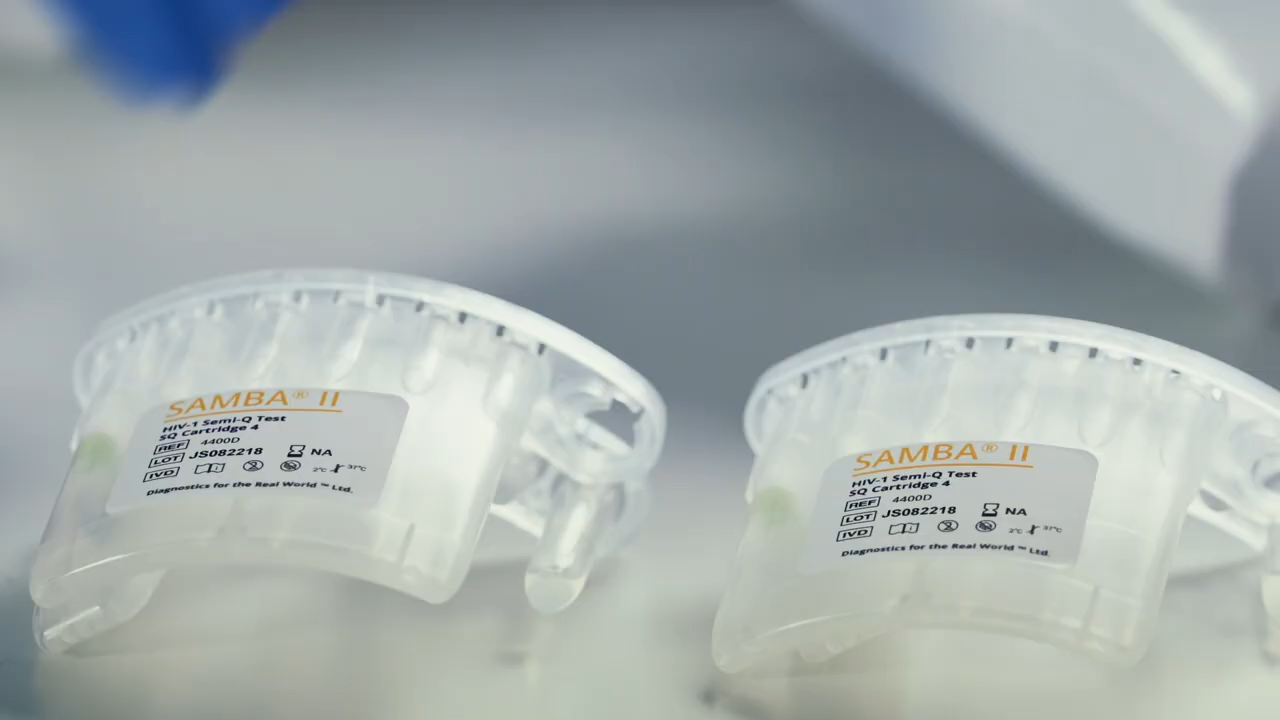 SAMBA® II
HIV-1 Semi-Q Test
SQ Cartridge 4
REF 4400D
LOT JS082218 NA
IVD 2°C 37°C
Diagnostics for the Real World™ Ltd.
SAMBA® II
HIV-1 Semi-Q Test
SQ Cartridge 4
REF 4400D
LOT JS082218 NA
IVD 2°C 37°C
Diagnostics for the Real World™ Ltd.